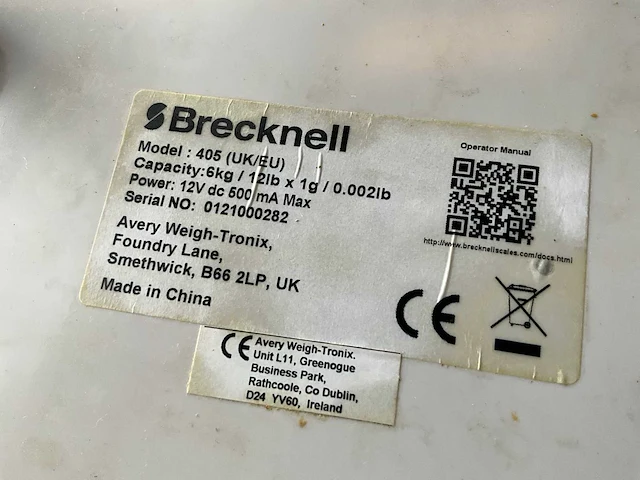 Brecknell
Model : 405 (UK/EU)
Capacity:6kg / 12lb x 1g / 0.002lb
Power: 12V dc 500 mA Max
Serial NO: 0121000282
Avery Weigh-Tronix,
Foundry Lane,
Smethwick, B66 2LP, UK
Made in China
Operator Manual
http://www.brecknellscales.com/docs.html
CE
CE
Avery Weigh-Tronix.
Unit L11, Greenogue
Business Park,
Rathcoole, Co Dublin,
D24 YV60, Ireland